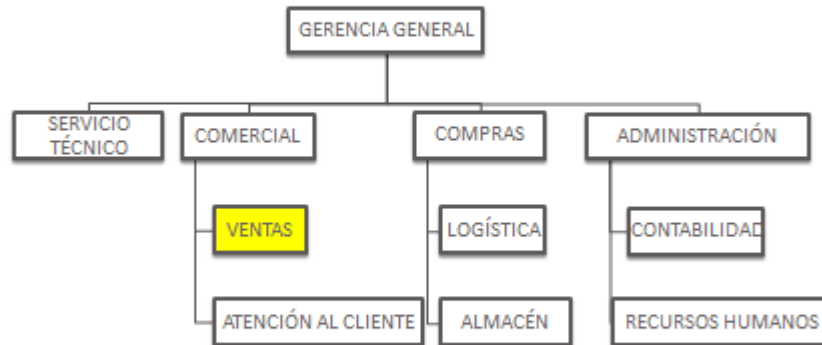 GERENCIA GENERAL
SERVICIO
TÉCNICO
COMERCIAL
COMPRAS
ADMINISTRACIÓN
VENTAS
LOGÍSTICA
CONTABILIDAD
ATENCIÓN AL CLIENTE
ALMACÉN
RECURSOS HUMANOS